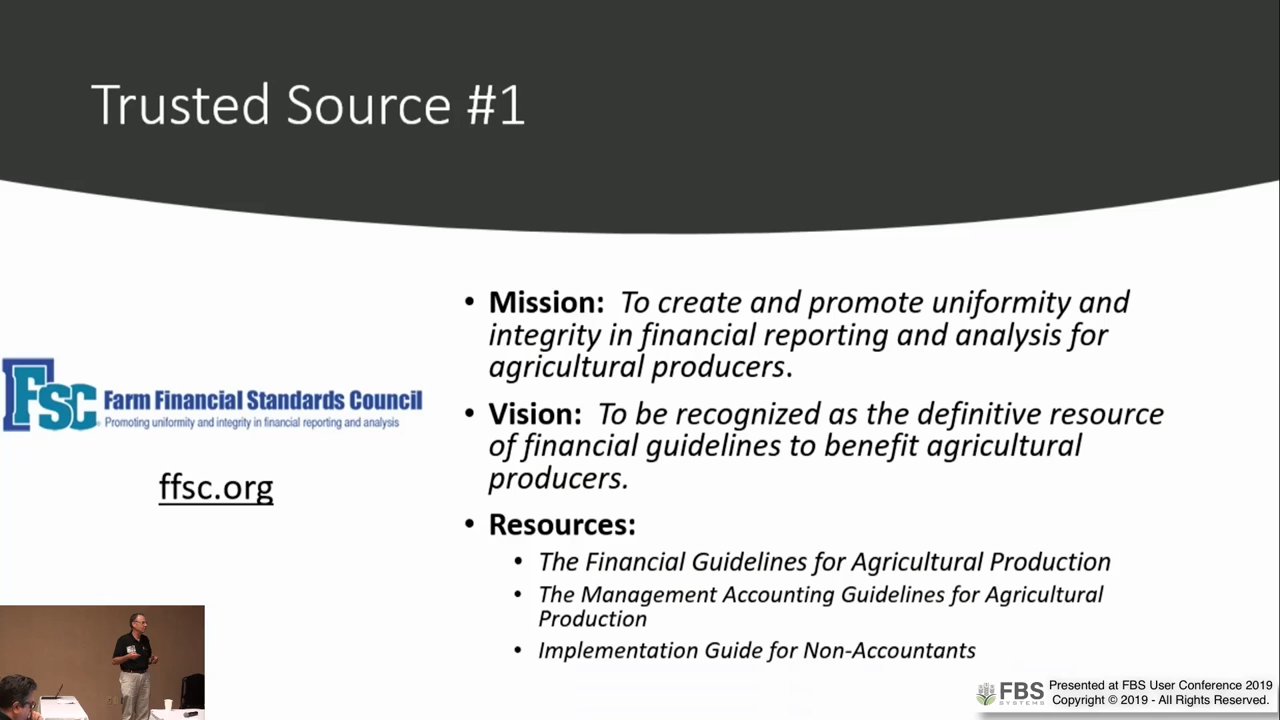 Trusted Source #1
FSC Farm Financial Standards Council
Promoting uniformity and integrity in financial reporting and analysis
ffsc.org
• Mission: To create and promote uniformity and
integrity in financial reporting and analysis for
agricultural producers.
• Vision: To be recognized as the definitive resource
of financial guidelines to benefit agricultural
producers.
• Resources:
• The Financial Guidelines for Agricultural Production
• The Management Accounting Guidelines for Agricultural
Production
• Implementation Guide for Non-Accountants
FBS
SYSTEMS
Presented at FBS User Conference 2019
Copyright © 2019 - All Rights Reserved.